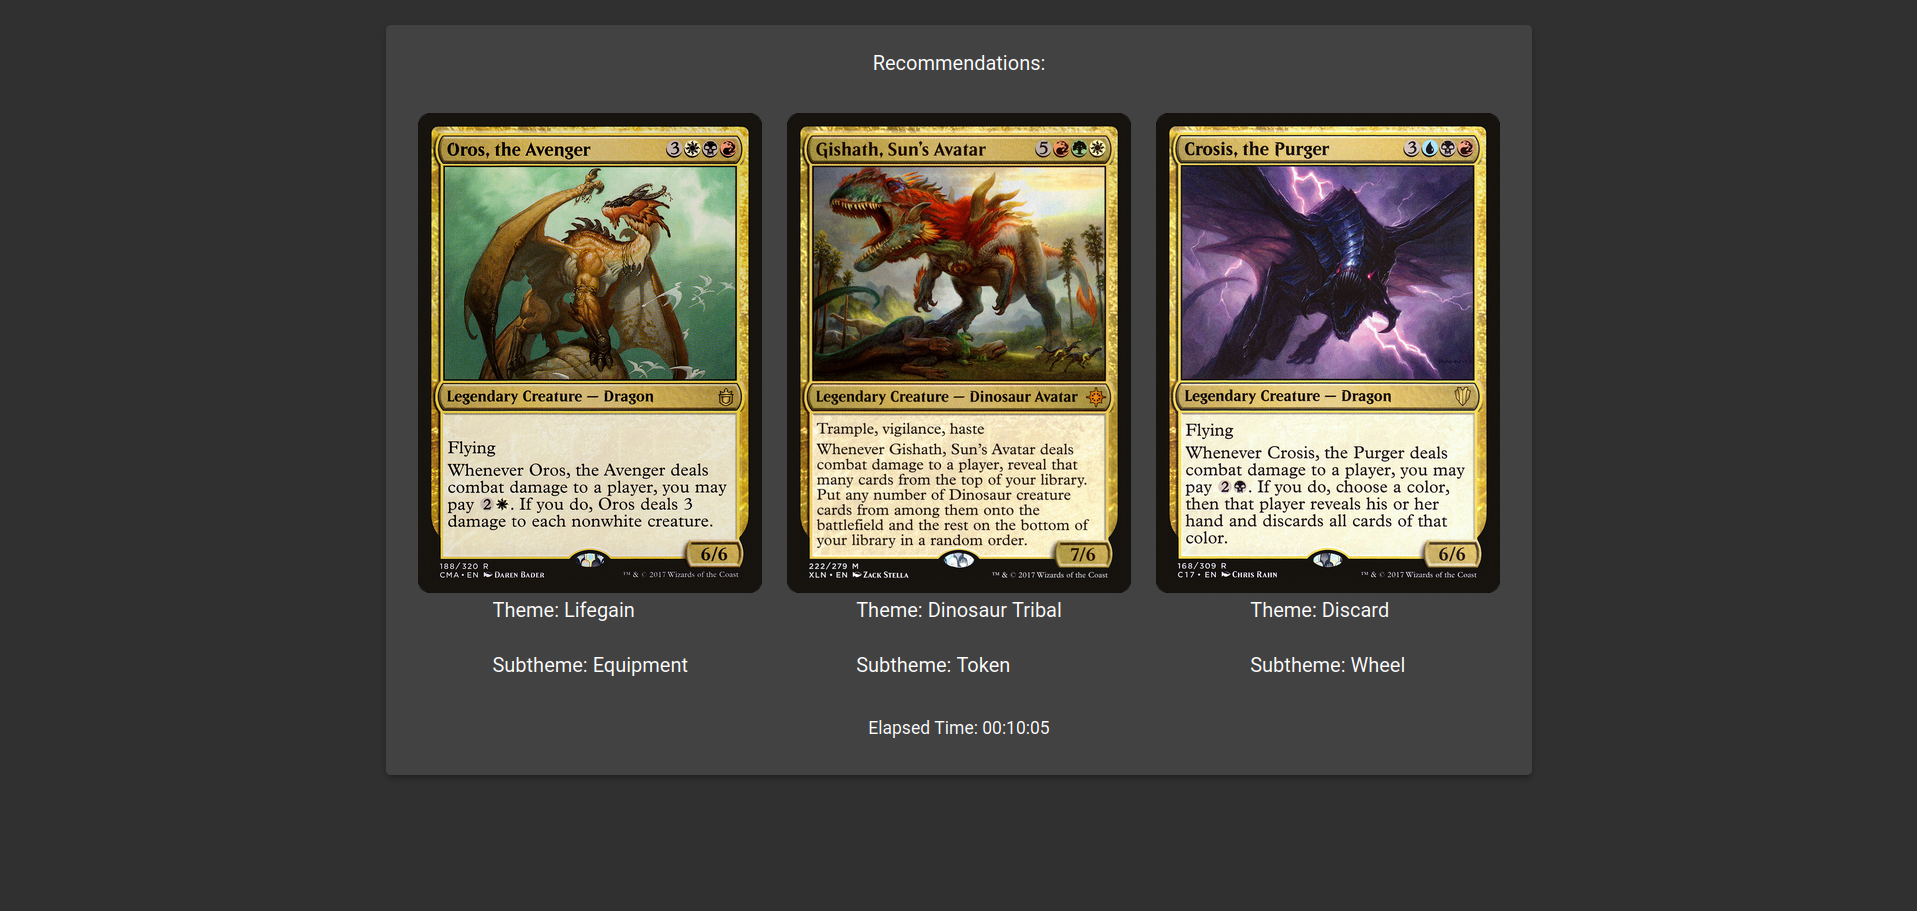 Recommendations:
Oros, the Avenger 3
Legendary Creature — Dragon
Flying
Whenever Oros, the Avenger deals
combat damage to a player, you may
pay 2 . If you do, Oros deals 3
damage to each nonwhite creature.
6/6
188/320 R
CMA • EN DAREN BADER
™ & © 2017 Wizards of the Coast
Theme: Lifegain
Subtheme: Equipment
Gishath, Sun's Avatar 5
Legendary Creature — Dinosaur Avatar
Trample, vigilance, haste
Whenever Gishath, Sun's Avatar deals
combat damage to a player, reveal that
many cards from the top of your library.
Put any number of Dinosaur creature
cards from among them onto the
battlefield and the rest on the bottom of
your library in a random order.
7/6
222/279 M
XLN • EN ZACK STELLA
™ & © 2017 Wizards of the Coast
Theme: Dinosaur Tribal
Subtheme: Token
Crosis, the Purger 3
Legendary Creature — Dragon
Flying
Whenever Crosis, the Purger deals
combat damage to a player, you may
pay 2 . If you do, choose a color,
then that player reveals his or her
hand and discards all cards of that
color.
6/6
168/309 R
C17 • EN CHRIS RAHN
™ & © 2017 Wizards of the Coast
Theme: Discard
Subtheme: Wheel
Elapsed Time: 00:10:05